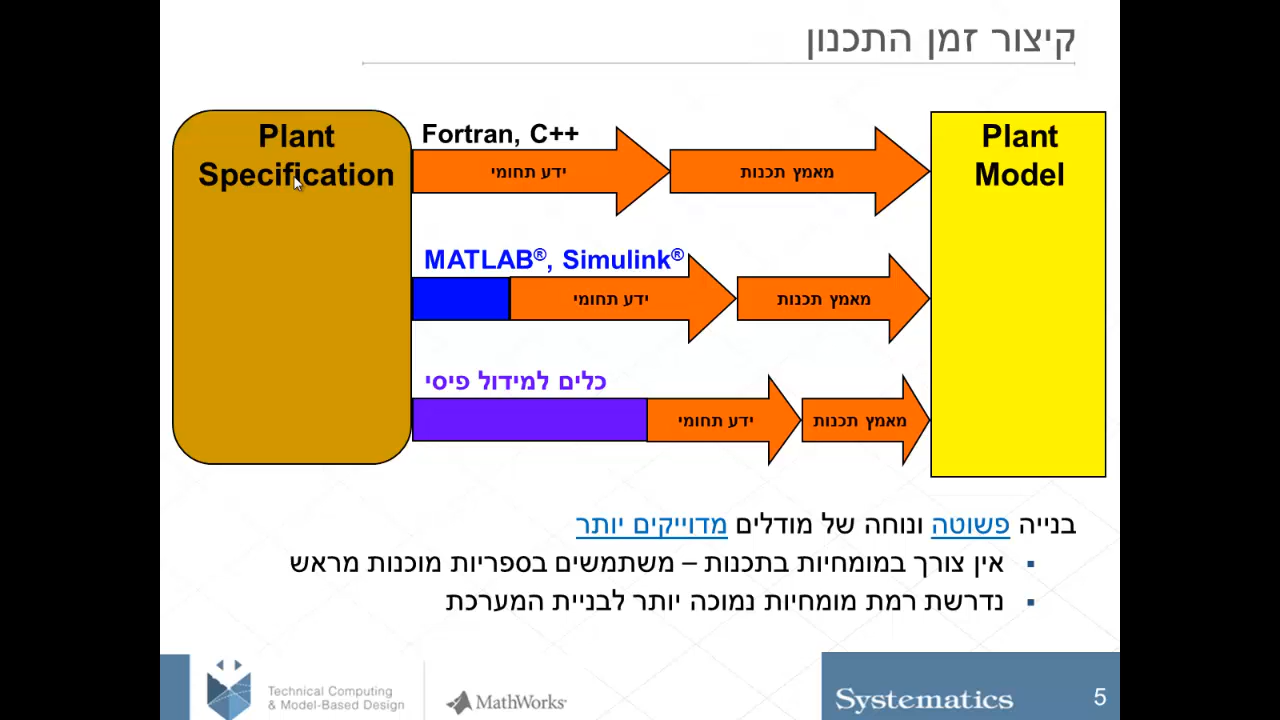 קיצור זמן התכנון
Plant
Specification
Fortran, C++
ידע תחומי
מאמץ תכנות
Plant
Model
MATLAB®, Simulink®
ידע תחומי
מאמץ תכנות
כלים למידול פיסי
ידע תחומי
מאמץ תכנות
בנייה פשוטה ונוחה של מודלים מדוייקים יותר
▪ אין צורך במומחיות בתכנות – משתמשים בספריות מוכנות מראש
▪ נדרשת רמת מומחיות נמוכה יותר לבניית המערכת
Technical Computing
& Model-Based Design
MathWorks
Systematics
5